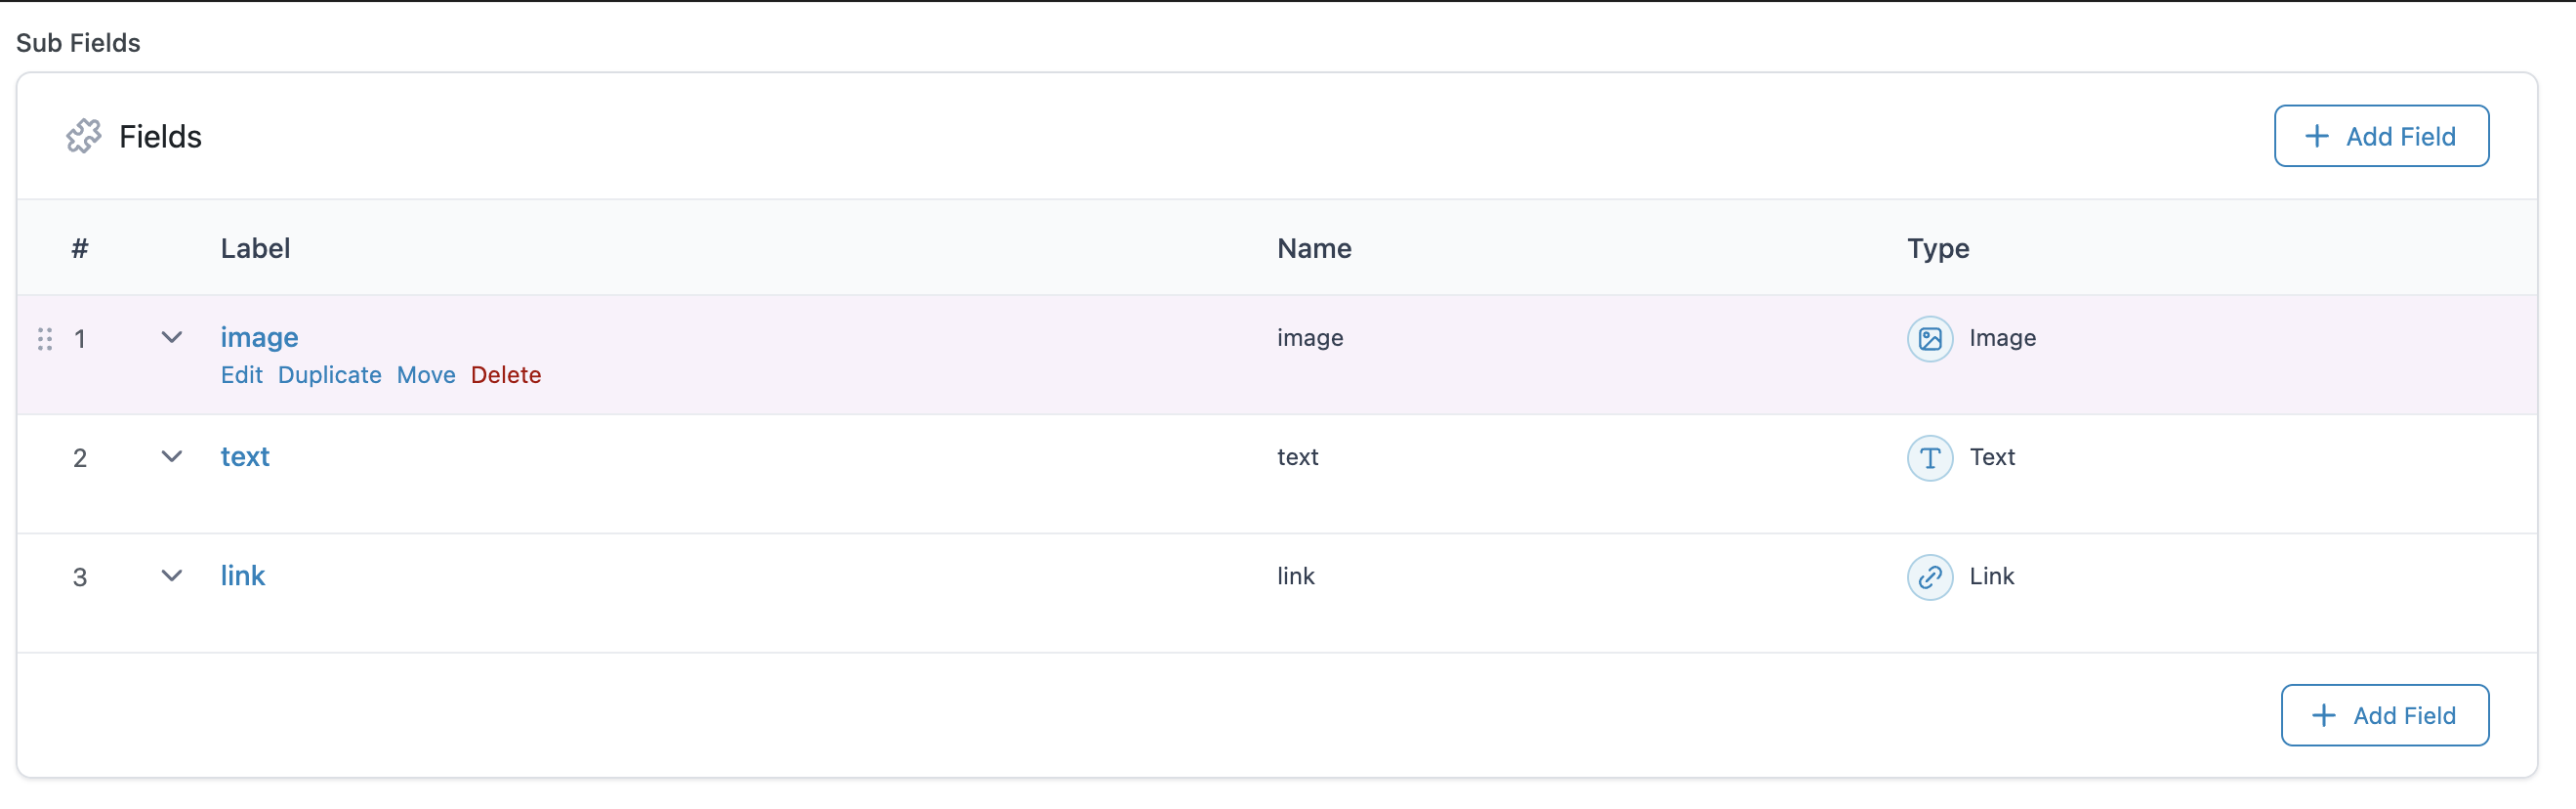 Sub Fields
Fields
+ Add Field
# Label Name Type
1 image image Image
Edit Duplicate Move Delete
2 text text Text
3 link link Link
+ Add Field